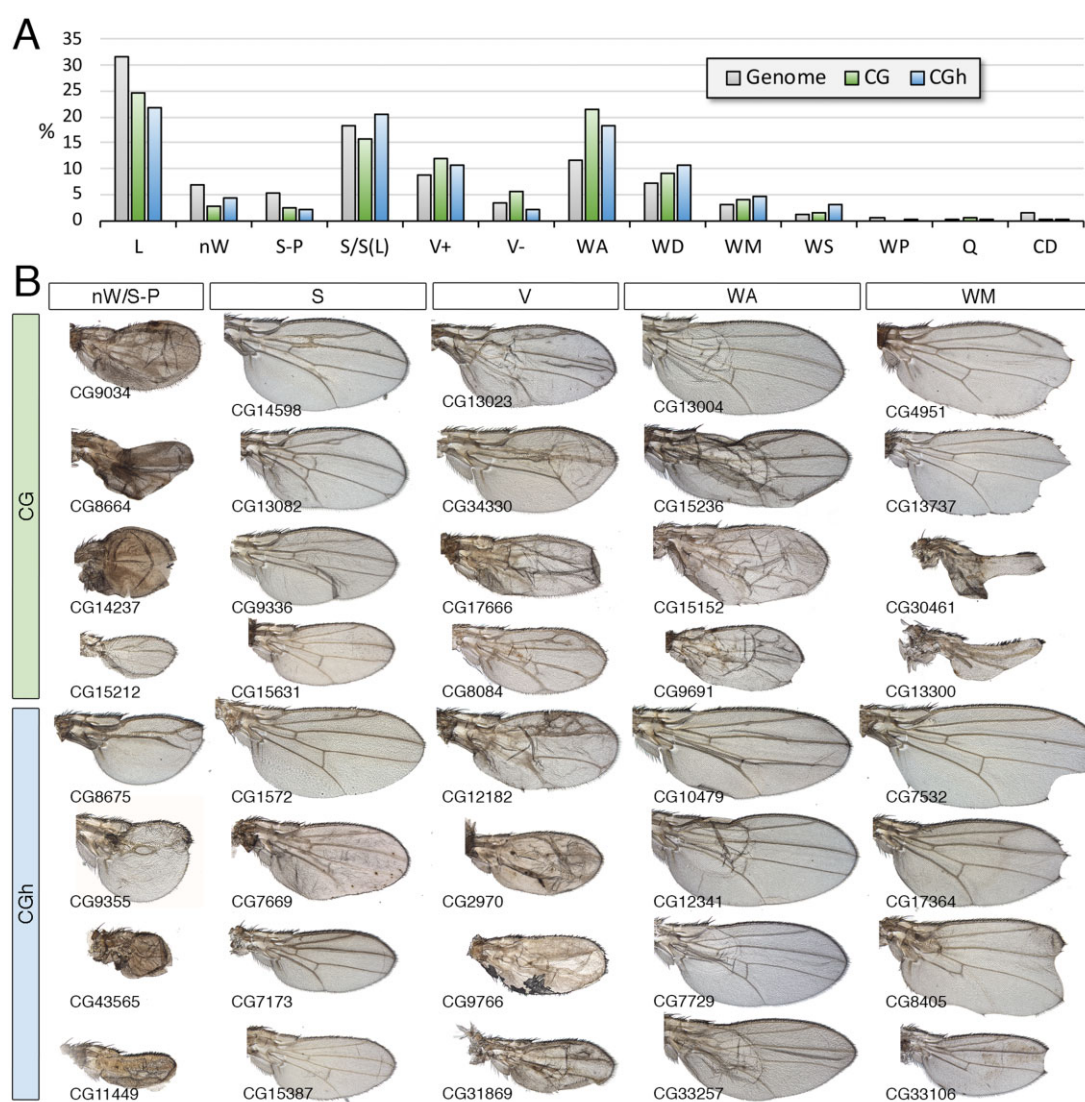 A
35
30
25
20
15
10
5
0
%
Genome CG CGh
L nW S-P S/S(L) V+ V- WA WD WM WS WP Q CD
B
nW/S-P S V WA WM
CG
CG9034 CG14598 CG13023 CG13004 CG4951
CG8664 CG13082 CG34330 CG15236 CG13737
CG14237 CG9336 CG17666 CG15152 CG30461
CG15212 CG15631 CG8084 CG9691 CG13300
CGh
CG8675 CG1572 CG12182 CG10479 CG7532
CG9355 CG7669 CG2970 CG12341 CG17364
CG43565 CG7173 CG9766 CG7729 CG8405
CG11449 CG15387 CG31869 CG33257 CG33106